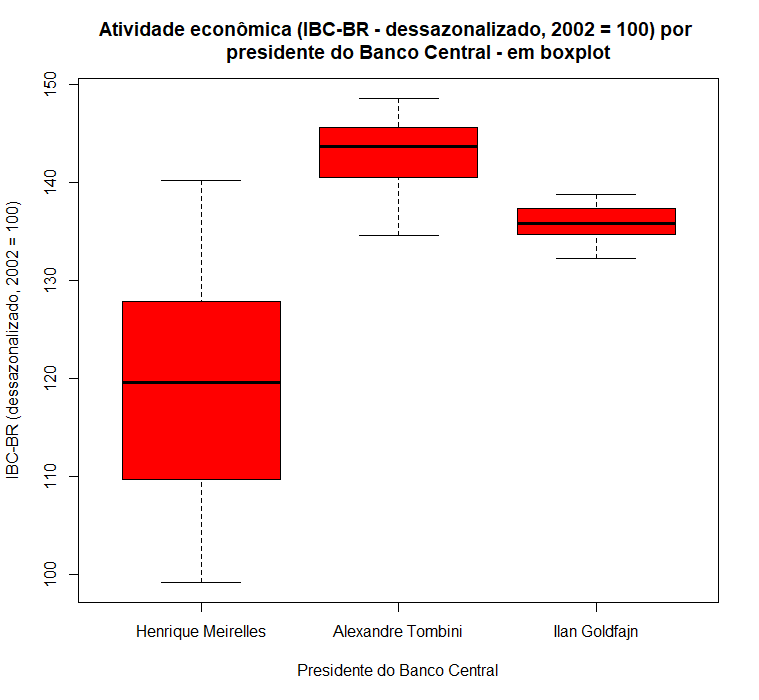 Atividade econômica (IBC-BR - dessazonalizado, 2002 = 100) por
presidente do Banco Central - em boxplot
IBC-BR (dessazonalizado, 2002 = 100)
150
140
130
120
110
100
Henrique Meirelles Alexandre Tombini Ilan Goldfajn
Presidente do Banco Central